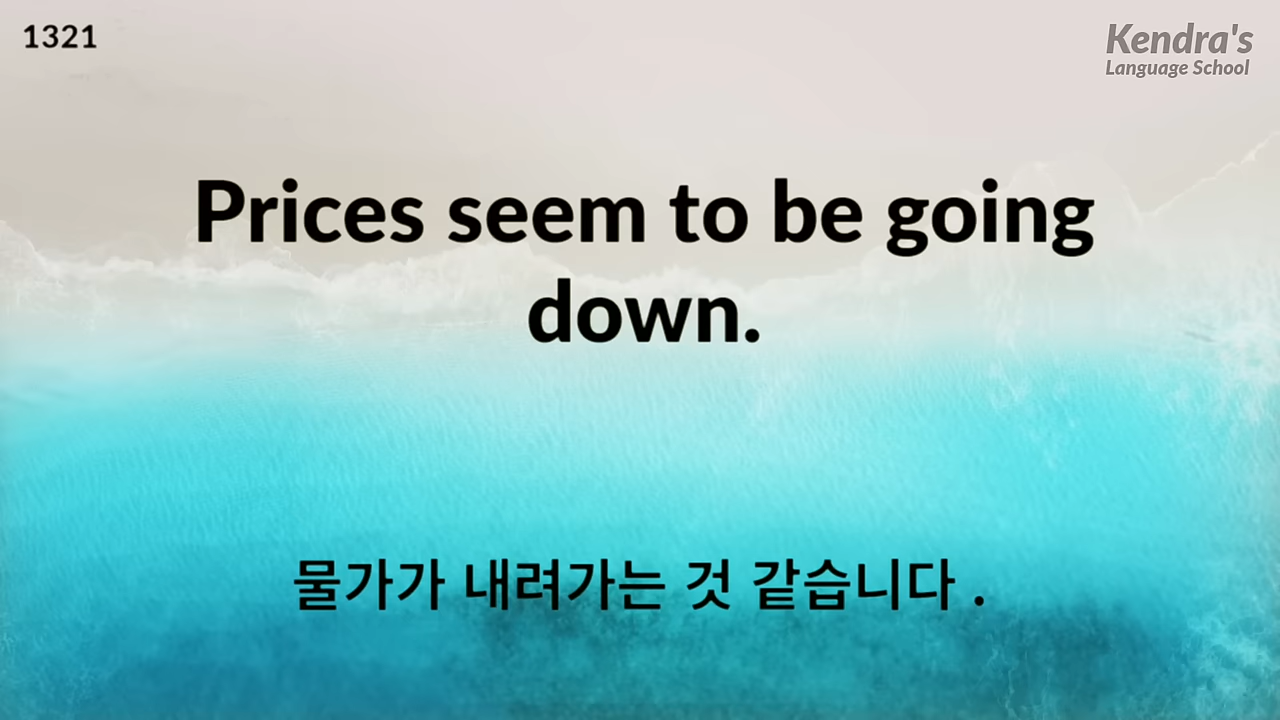 1321
Kendra's
Language School
Prices seem to be going
down.
물가가 내려가는 것 같습니다 .